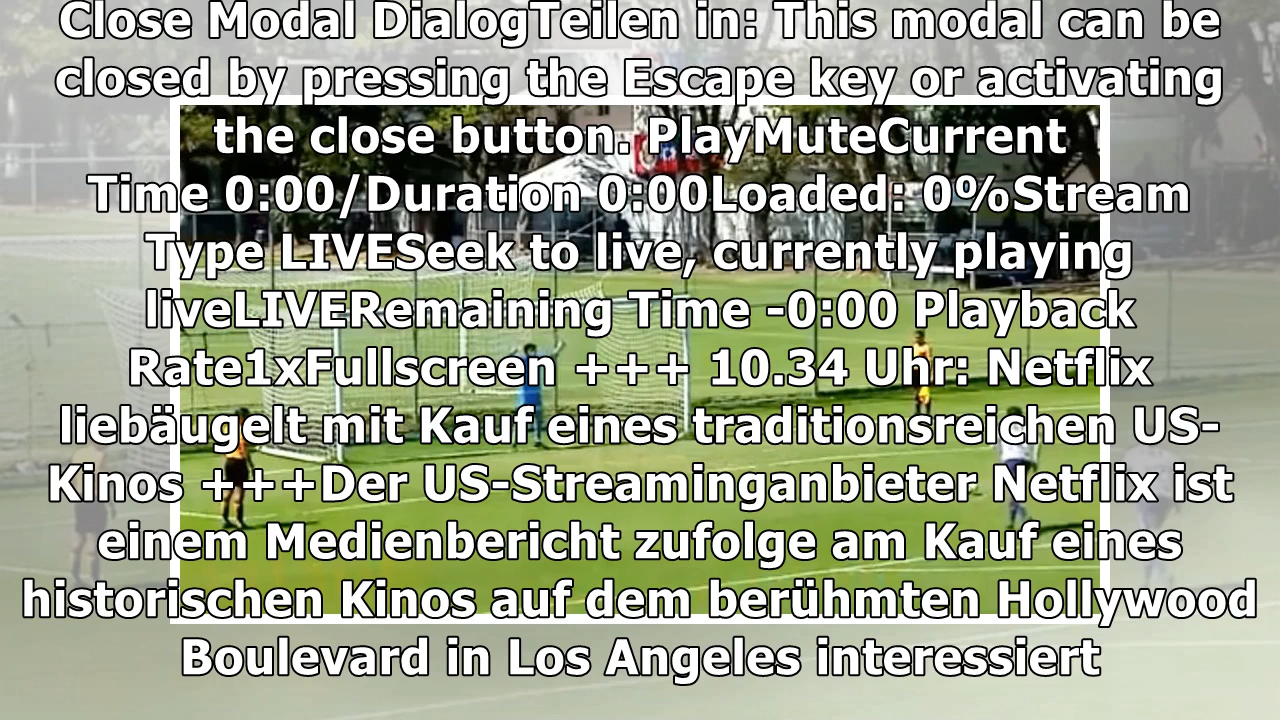 Close Modal DialogTeilen in: This modal can be
closed by pressing the Escape key or activating
the close button. PlayMuteCurrent
Time 0:00/Duration 0:00Loaded: 0%Stream
Type LIVESeek to live, currently playing
liveLIVERemaining Time -0:00 Playback
Rate1xFullscreen +++ 10.34 Uhr: Netflix
liebäugelt mit Kauf eines traditionsreichen US-
Kinos +++Der US-Streaminganbieter Netflix ist
einem Medienbericht zufolge am Kauf eines
historischen Kinos auf dem berühmten Hollywood
Boulevard in Los Angeles interessiert